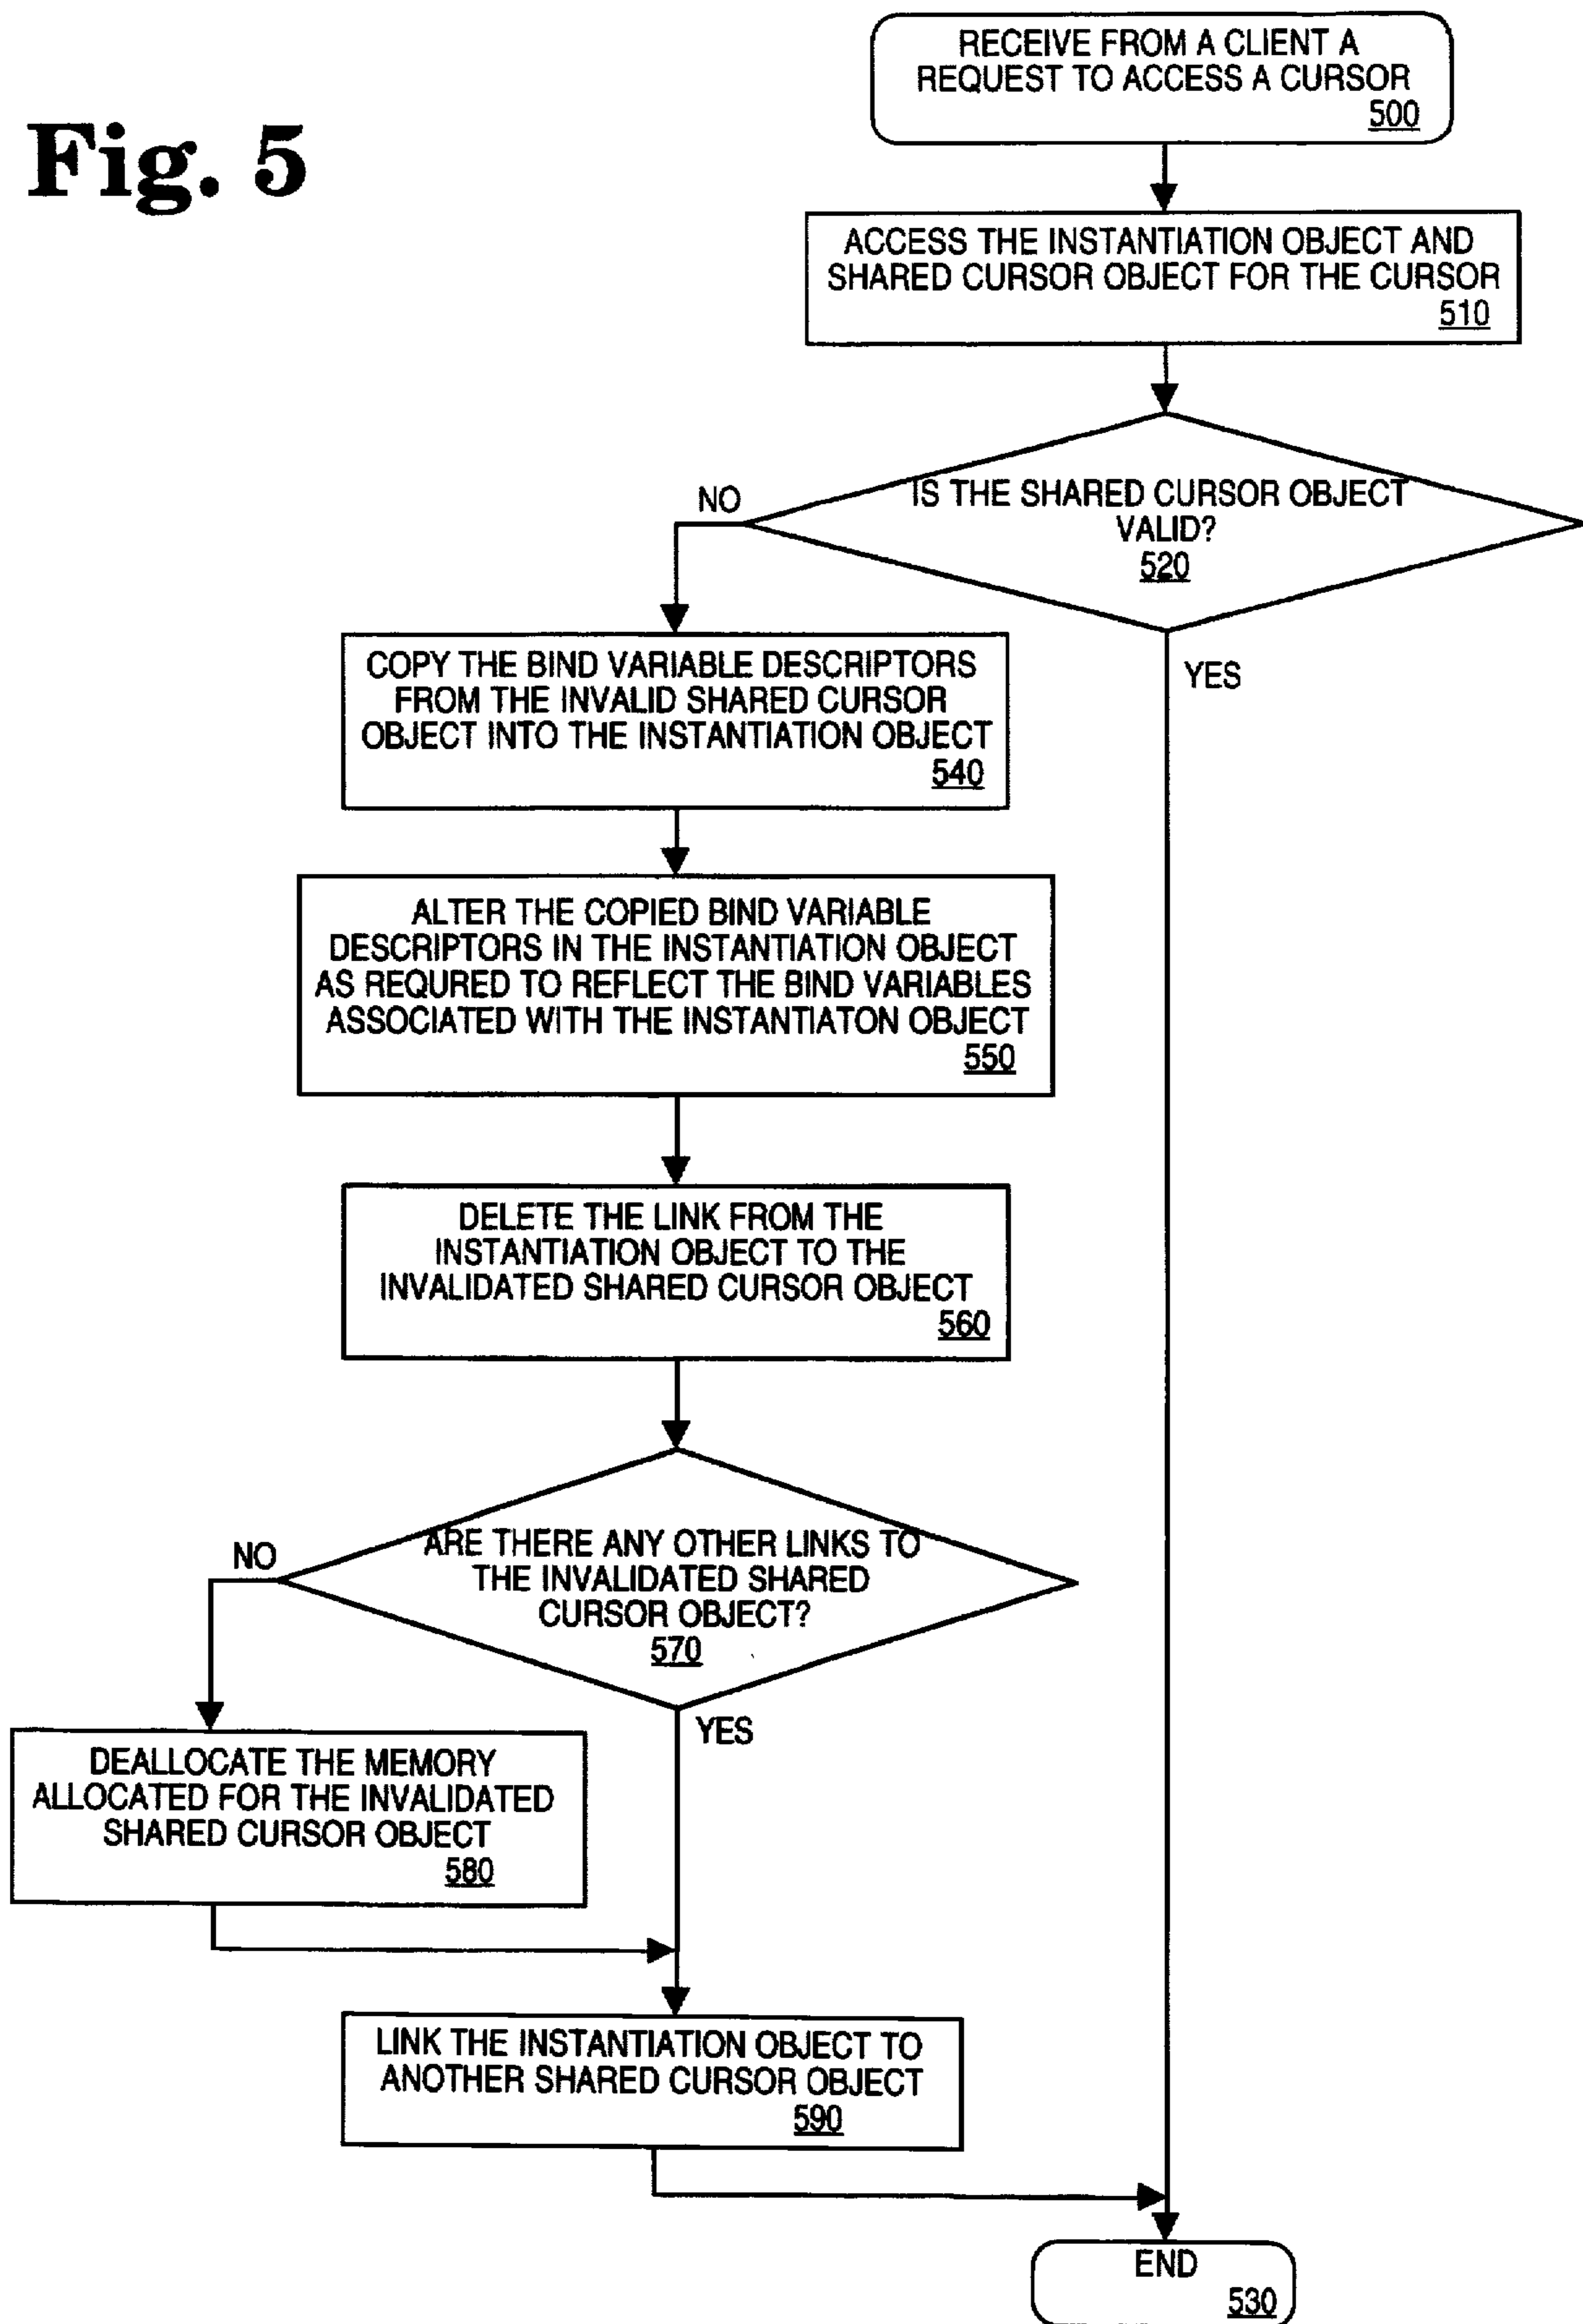 Fig. 5
RECEIVE FROM A CLIENT A
REQUEST TO ACCESS A CURSOR
500
ACCESS THE INSTANTIATION OBJECT AND
SHARED CURSOR OBJECT FOR THE CURSOR
510
IS THE SHARED CURSOR OBJECT
VALID?
520
NO
YES
COPY THE BIND VARIABLE DESCRIPTORS
FROM THE INVALID SHARED CURSOR
OBJECT INTO THE INSTANTIATION OBJECT
540
ALTER THE COPIED BIND VARIABLE
DESCRIPTORS IN THE INSTANTIATION OBJECT
AS REQURED TO REFLECT THE BIND VARIABLES
ASSOCIATED WITH THE INSTANTIATON OBJECT
550
DELETE THE LINK FROM THE
INSTANTIATION OBJECT TO THE
INVALIDATED SHARED CURSOR OBJECT
560
ARE THERE ANY OTHER LINKS TO
THE INVALIDATED SHARED
CURSOR OBJECT?
570
NO
YES
DEALLOCATE THE MEMORY
ALLOCATED FOR THE INVALIDATED
SHARED CURSOR OBJECT
580
LINK THE INSTANTIATION OBJECT TO
ANOTHER SHARED CURSOR OBJECT
590
END
530